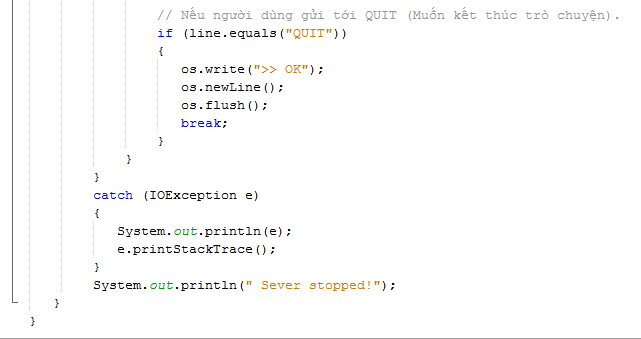 // Nếu người dùng gửi tới QUIT (Muốn kết thúc trò chuyện).
if (line.equals("QUIT"))
{
os.write(">> OK");
os.newLine();
os.flush();
break;
}
}
}
catch (IOException e)
{
System.out.println(e);
e.printStackTrace();
}
System.out.println(" Sever stopped!");
}
}